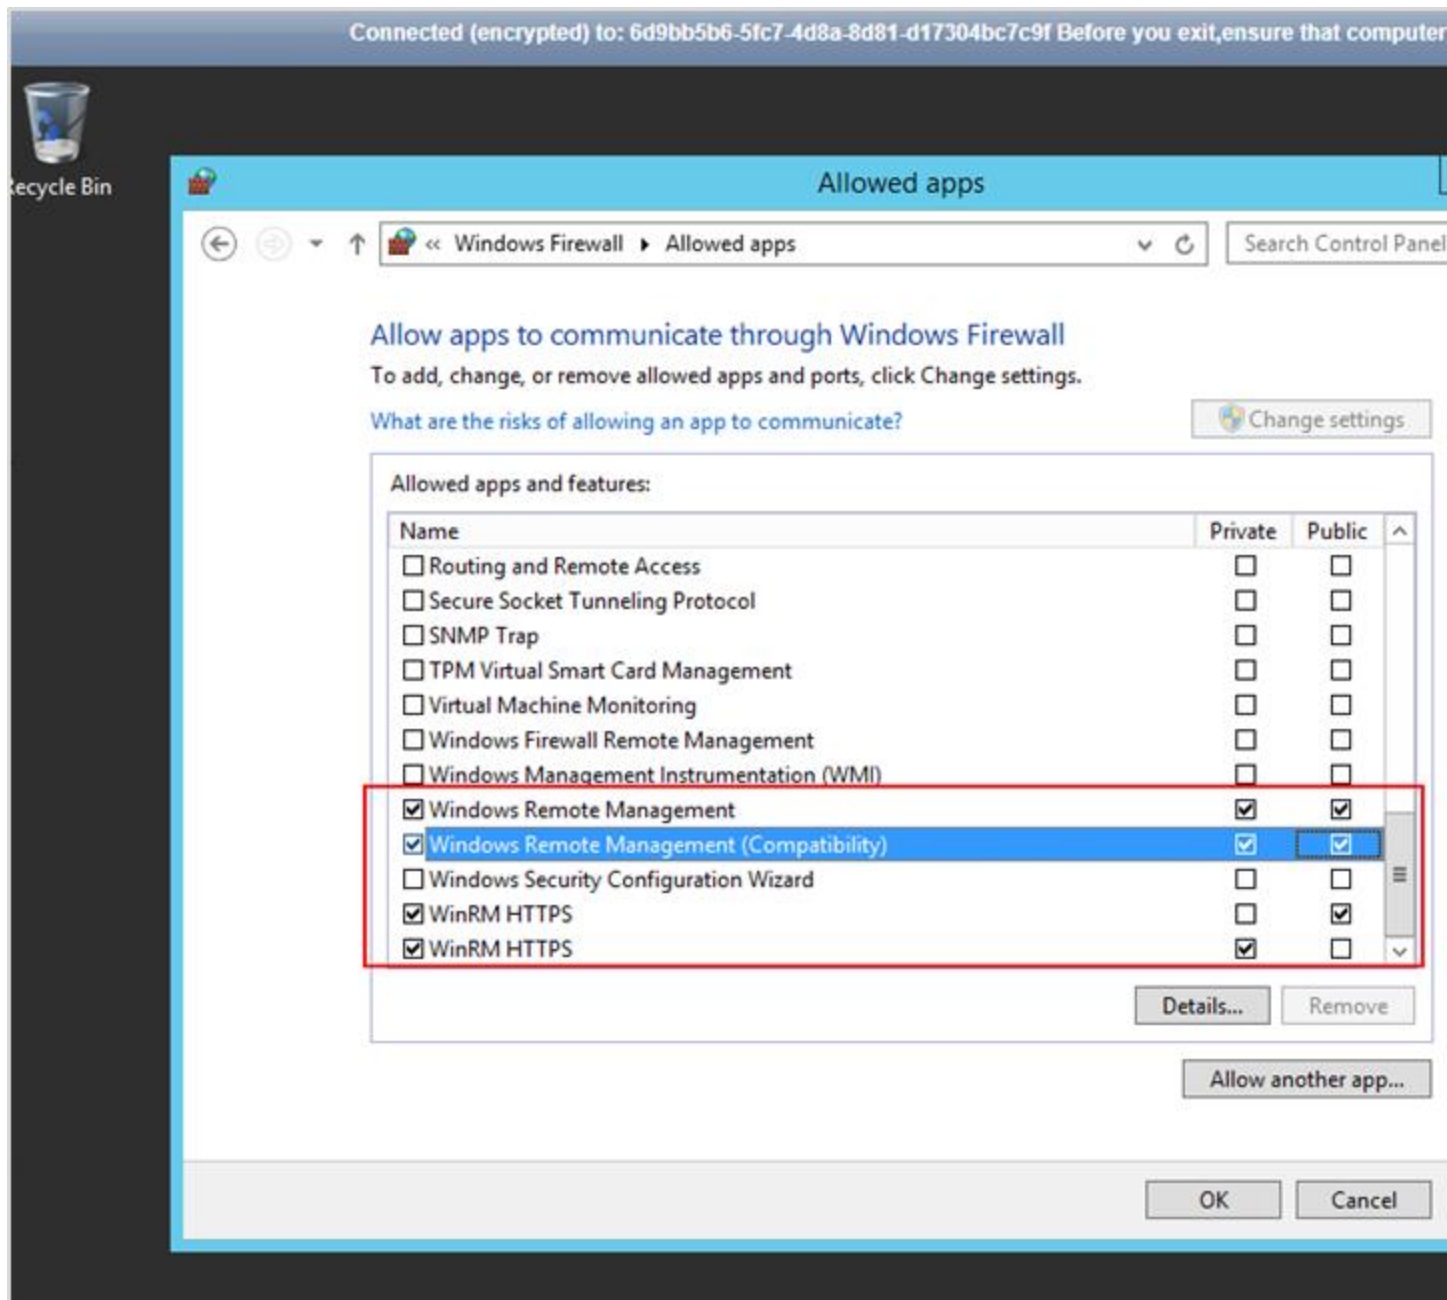 Connected (encrypted) to: 6d9bb5b6-5fc7-4d8a-8d81-d17304bc7c9f Before you exit,ensure that computer
Recycle Bin
Allowed apps
« Windows Firewall Allowed apps
Search Control Panel
Allow apps to communicate through Windows Firewall
To add, change, or remove allowed apps and ports, click Change settings.
What are the risks of allowing an app to communicate?
Change settings
Allowed apps and features:
Name Private Public
Routing and Remote Access
Secure Socket Tunneling Protocol
SNMP Trap
TPM Virtual Smart Card Management
Virtual Machine Monitoring
Windows Firewall Remote Management
Windows Management Instrumentation (WMI)
Windows Remote Management
Windows Remote Management (Compatibility)
Windows Security Configuration Wizard
WinRM HTTPS
WinRM HTTPS
Details... Remove
Allow another app...
OK Cancel